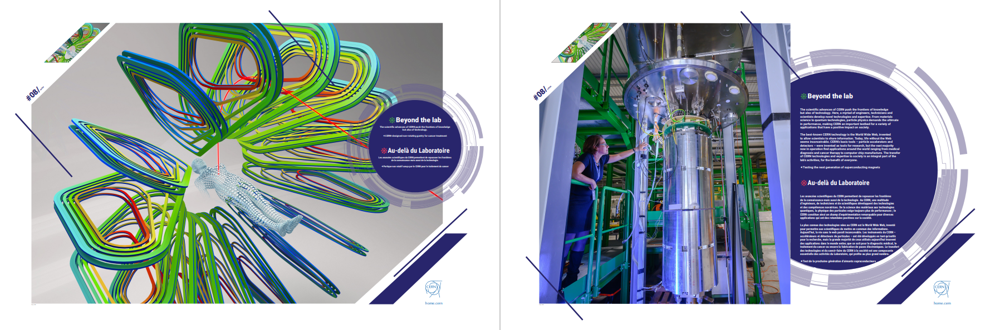 #08/
Beyond the lab
The scientific advances of CERN push the frontiers of knowledge
but also of technology.
CERN-designed non-rotating gantry for cancer treatment
Au-delà du Laboratoire
Les avancées scientifiques du CERN permettent de repousser les frontières
de la connaissance mais aussi de la technologie.
Portique non rotatif conçu par le CERN pour le traitement du cancer
CERN
home.cern
#08/
Beyond the lab
The scientific advances of CERN push the frontiers of knowledge
but also of technology. Here, a myriad of engineers, technicians and
scientists develop novel technologies and expertise. From materials
science to quantum technologies, particle physics demands the ultimate
in performance, making CERN an important testbed for a variety of
applications that have a positive impact on society.
The best-known CERN technology is the World Wide Web, invented
to allow scientists to share information. Today, life without the Web
seems inconceivable. CERN's basic tools – particle accelerators and
detectors – were invented as tools for research, but the vast majority
now in operation find applications around the world ranging from medical
diagnosis and cancer therapy to computer chip manufacture. The transfer
of CERN technologies and expertise to society is an integral part of the
lab's activities, for the benefit of everyone.
Testing the next generation of superconducting magnets
Au-delà du Laboratoire
Les avancées scientifiques du CERN permettent de repousser les frontières
de la connaissance mais aussi de la technologie. Au CERN, une multitude
d'ingénieurs, de techniciens et de scientifiques développent des technologies
et des compétences novatrices. De la science des matériaux aux technologies
quantiques, la physique des particules exige toujours plus de performances ; le
CERN constitue ainsi un champ d'expérimentation remarquable pour diverses
applications qui ont des retombées positives sur la société.
La plus connue des technologies nées au CERN est le World Wide Web, inventé
pour permettre aux scientifiques de mettre en commun des informations.
Aujourd'hui, la vie sans le web paraît inconcevable. Les instruments du CERN –
accélérateurs et détecteurs de particules – ont été développés en tant qu'outils
pour la recherche, mais la grande majorité de ceux utilisés aujourd'hui trouvent
des applications dans le monde entier, que ce soit pour le diagnostic médical, le
traitement du cancer ou encore la fabrication de puces électroniques. Le transfert
des technologies et du savoir-faire du CERN à la société est une composante
essentielle des activités du Laboratoire, qui profite au plus grand nombre.
Test de la prochaine génération d'aimants supraconducteurs
CERN
home.cern